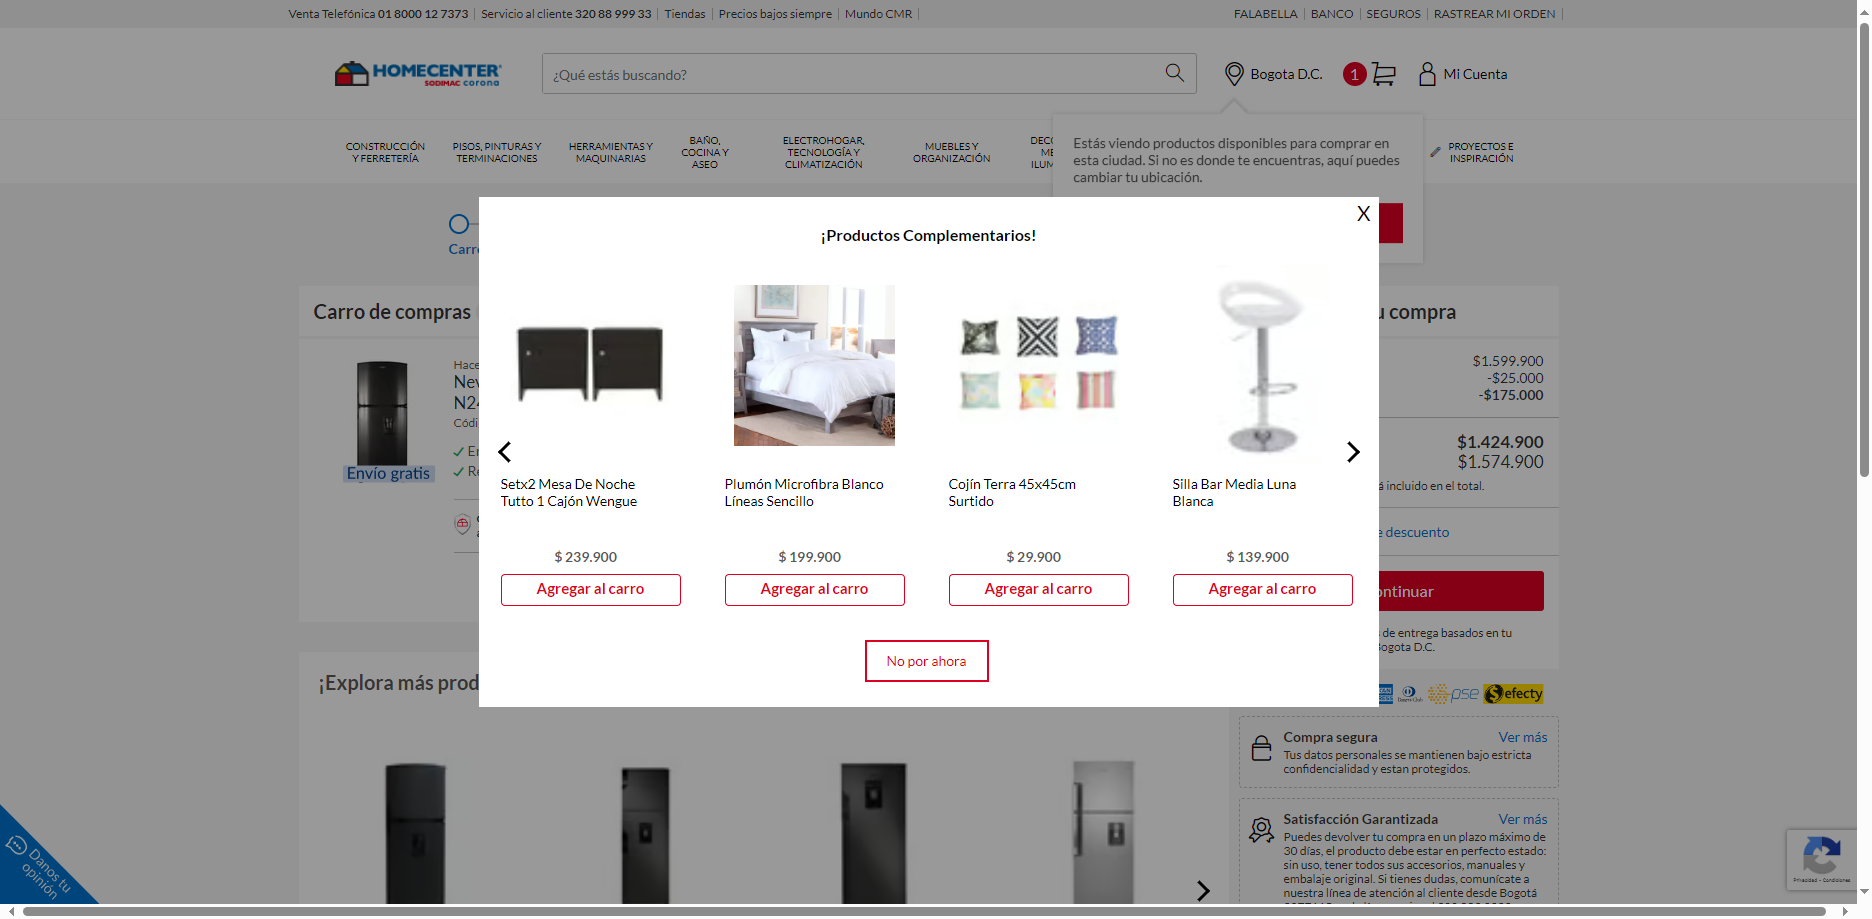 Venta Telefónica 01 8000 12 7373 Servicio al cliente 320 88 999 33 Tiendas Precios bajos siempre Mundo CMR
FALABELLA BANCO SEGUROS RASTREAR MI ORDEN
HOMECENTER
SODIMAC corona
¿Qué estás buscando?
Bogota D.C.
1
Mi Cuenta
CONSTRUCCIÓN
Y FERRETERÍA
PISOS, PINTURAS Y
TERMINACIONES
HERRAMIENTAS Y
MAQUINARIAS
BAÑO,
COCINA Y
ASEO
ELECTROHOGAR,
TECNOLOGÍA Y
CLIMATIZACIÓN
MUEBLES Y
ORGANIZACIÓN
PROYECTOS E
INSPIRACIÓN
Estás viendo productos disponibles para comprar en
esta ciudad. Si no es donde te encuentras, aquí puedes
cambiar tu ubicación.
X
¡Productos Complementarios!
Setx2 Mesa De Noche
Tutto 1 Cajón Wengue
$ 239.900
Agregar al carro
Plumón Microfibra Blanco
Líneas Sencillo
$ 199.900
Agregar al carro
Cojín Terra 45x45cm
Surtido
$ 29.900
Agregar al carro
Silla Bar Media Luna
Blanca
$ 139.900
Agregar al carro
No por ahora
Carro de compras
Hace
N24
Envío gratis
compra
$1.599.900
-$25.000
-$175.000
$1.424.900
$1.574.900
incluido en el total.
descuento
de entrega basados en tu
Bogota D.C.
pse
efecty
¡Explora más prod
Compra segura Ver más
Tus datos personales se mantienen bajo estricta
confidencialidad y estan protegidos.
Satisfacción Garantizada Ver más
Puedes devolver tu compra en un plazo máximo de
30 días, el producto debe estar en perfecto estado:
sin uso, tener todos sus accesorios, manuales y
embalaje original. Si tienes dudas, comunícate a
nuestra línea de atención al cliente desde Bogotá
Danos tu
opinión
Privacidad - Condiciones